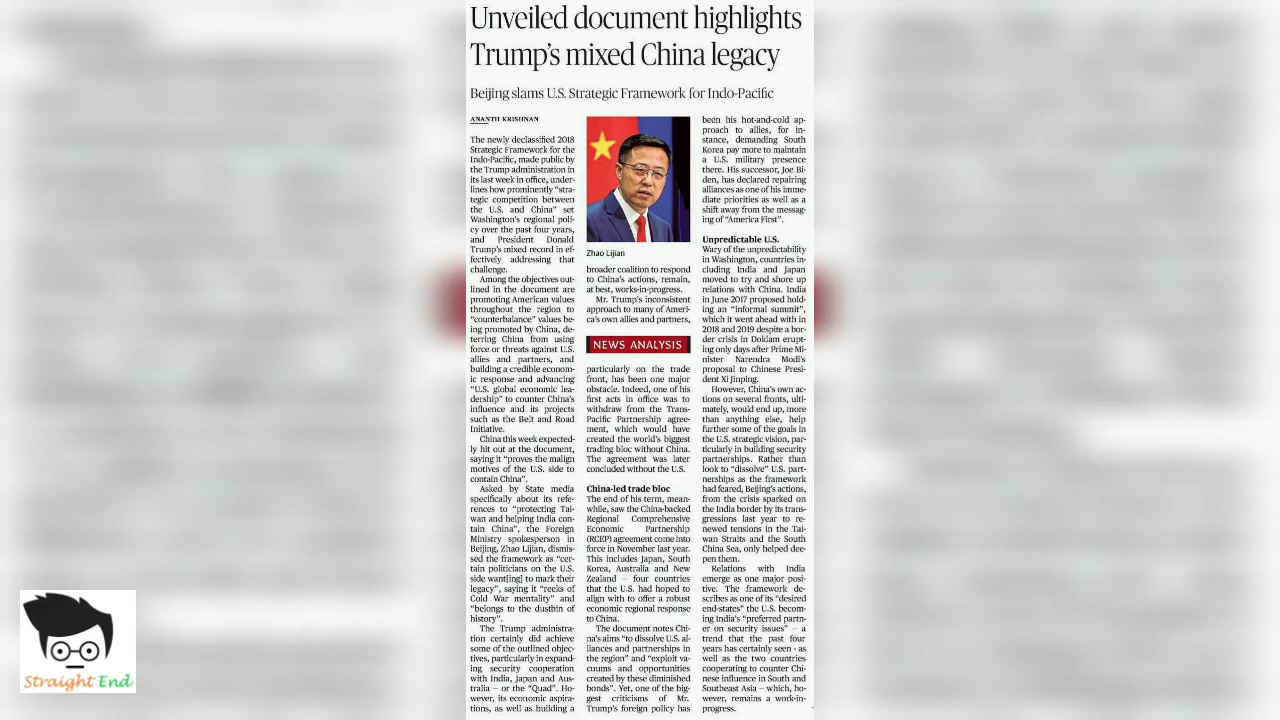 Unveiled document highlights
Trump's mixed China legacy
Beijing slams U.S. Strategic Framework for Indo-Pacific
ANANTH KRISHNAN
The newly declassified 2018
Strategic Framework for the
Indo-Pacific, made public by
the Trump administration in
its last week in office, under-
lines how prominently “stra-
tegic competition between
the U.S. and China” set
Washington's regional poli-
cy over the past four years,
and President Donald
Trump's mixed record in ef-
fectively addressing that
challenge.
Among the objectives out-
lined in the document are
promoting American values
throughout the region to
“counterbalance” values be-
ing promoted by China, de-
terring China from using
force or threats against U.S.
allies and partners, and
building a credible econom-
ic response and advancing
“U.S. global economic lea-
dership” to counter China's
influence and its projects
such as the Belt and Road
Initiative.
China this week expected-
ly hit out at the document,
saying it “proves the malign
motives of the U.S. side to
contain China”.
Asked by State media
specifically about its refe-
rences to “protecting Tai-
wan and helping India con-
tain China”, the Foreign
Ministry spokesperson in
Beijing, Zhao Lijian, dismis-
sed the framework as “cer-
tain politicians on the U.S.
side want[ing] to mark their
legacy”, saying it “reeks of
Cold War mentality” and
“belongs to the dustbin of
history”.
The Trump administra-
tion certainly did achieve
some of the outlined objec-
tives, particularly in expand-
ing security cooperation
with India, Japan and Aus-
tralia – or the “Quad”. Ho-
wever, its economic aspira-
tions, as well as building a
Zhao Lijian
broader coalition to respond
to China's actions, remain,
at best, works-in-progress.
Mr. Trump's inconsistent
approach to many of Ameri-
ca's own allies and partners,
NEWS ANALYSIS
particularly on the trade
front, has been one major
obstacle. Indeed, one of his
first acts in office was to
withdraw from the Trans-
Pacific Partnership agree-
ment, which would have
created the world's biggest
trading bloc without China.
The agreement was later
concluded without the U.S.
China-led trade bloc
The end of his term, mean-
while, saw the China-backed
Regional Comprehensive
Economic Partnership
(RCEP) agreement come into
force in November last year.
This includes Japan, South
Korea, Australia and New
Zealand – four countries
that the U.S. had hoped to
align with to offer a robust
economic regional response
to China.
The document notes Chi-
na's aims “to dissolve U.S. al-
liances and partnerships in
the region” and “exploit va-
cuums and opportunities
created by these diminished
bonds”. Yet, one of the big-
gest criticisms of Mr.
Trump's foreign policy has
been his hot-and-cold ap-
proach to allies, for in-
stance, demanding South
Korea pay more to maintain
a U.S. military presence
there. His successor, Joe Bi-
den, has declared repairing
alliances as one of his imme-
diate priorities as well as a
shift away from the messag-
ing of “America First”.
Unpredictable U.S.
Wary of the unpredictability
in Washington, countries in-
cluding India and Japan
moved to try and shore up
relations with China. India
in June 2017 proposed hold-
ing an “informal summit”,
which it went ahead with in
2018 and 2019 despite a bor-
der crisis in Doklam erupt-
ing only days after Prime Mi-
nister Narendra Modi's
proposal to Chinese Presi-
dent Xi Jinping.
However, China's own ac-
tions on several fronts, ulti-
mately, would end up, more
than anything else, help
further some of the goals in
the U.S. strategic vision, par-
ticularly in building security
partnerships. Rather than
look to “dissolve” U.S. part-
nerships as the framework
had feared, Beijing's actions,
from the crisis sparked on
the India border by its trans-
gressions last year to re-
newed tensions in the Tai-
wan Straits and the South
China Sea, only helped dee-
pen them.
Relations with India
emerge as one major posi-
tive. The framework de-
scribes as one of its “desired
end-states” the U.S. becom-
ing India's “preferred partn-
er on security issues” – a
trend that the past four
years has certainly seen - as
well as the two countries
cooperating to counter Chi-
nese influence in South and
Southeast Asia – which, ho-
wever, remains a work-in-
progress.
Straight End